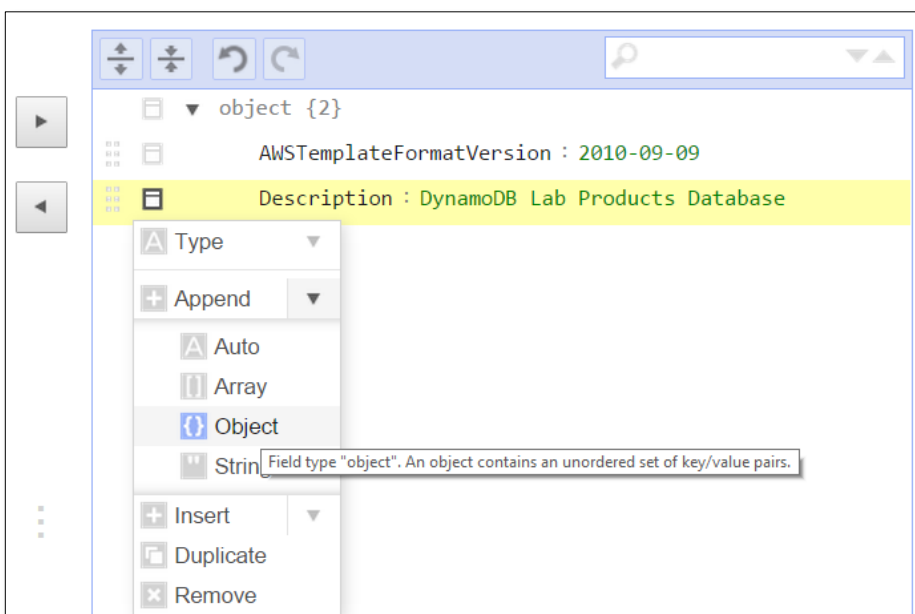 object {2}
AWSTemplateFormatVersion : 2010-09-09
Description : DynamoDB Lab Products Database
Type
Append
Auto
Array
Object
String
Field type "object". An object contains an unordered set of key/value pairs.
Insert
Duplicate
Remove